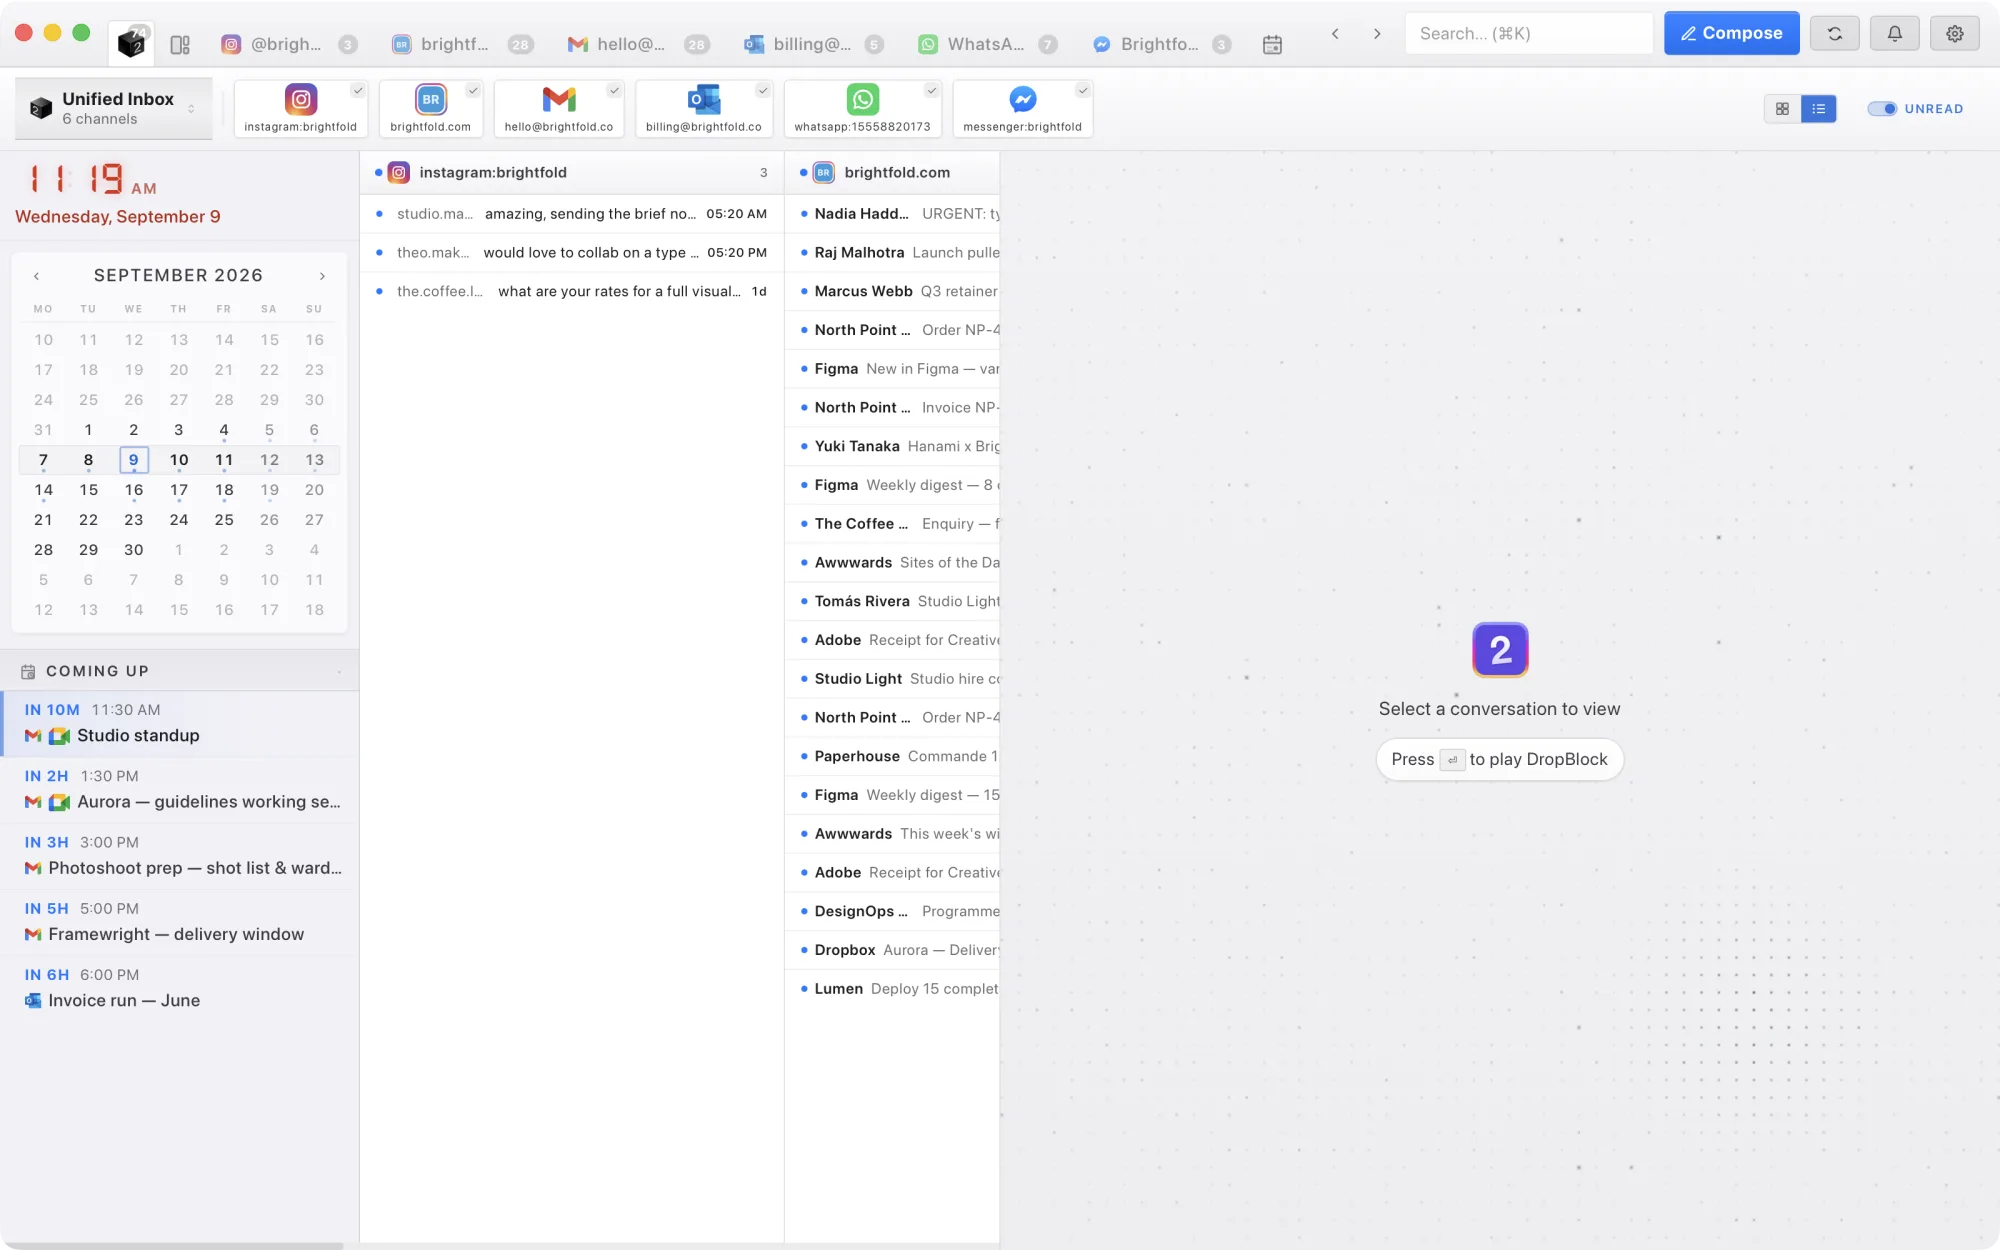 74
2
@brigh... 3
BR brightf... 28
hello@... 28
billing@... 5
WhatsA... 7
Brightfo... 3
Search... (⌘K)
Compose
Unified Inbox
6 channels
instagram:brightfold
BR
brightfold.com
hello@brightfold.co
billing@brightfold.co
whatsapp:15558820173
messenger:brightfold
UNREAD
11:19 AM
Wednesday, September 9
SEPTEMBER 2026
MO TU WE TH FR SA SU
10 11 12 13 14 15 16
17 18 19 20 21 22 23
24 25 26 27 28 29 30
31 1 2 3 4 5 6
7 8 9 10 11 12 13
14 15 16 17 18 19 20
21 22 23 24 25 26 27
28 29 30 1 2 3 4
5 6 7 8 9 10 11
12 13 14 15 16 17 18
COMING UP
IN 10M 11:30 AM
Studio standup
IN 2H 1:30 PM
Aurora — guidelines working se...
IN 3H 3:00 PM
Photoshoot prep — shot list & ward...
IN 5H 5:00 PM
Framewright — delivery window
IN 6H 6:00 PM
Invoice run — June
instagram:brightfold 3
studio.ma... amazing, sending the brief no... 05:20 AM
theo.mak... would love to collab on a type ... 05:20 PM
the.coffee.l... what are your rates for a full visual... 1d
BR brightfold.com
Nadia Hadd... URGENT: ty
Raj Malhotra Launch pulle
Marcus Webb Q3 retainer
North Point ... Order NP-4
Figma New in Figma — var
North Point ... Invoice NP-
Yuki Tanaka Hanami x Brig
Figma Weekly digest — 8
The Coffee ... Enquiry — f
Awwwards Sites of the Da
Tomás Rivera Studio Light
Adobe Receipt for Creative
Studio Light Studio hire co
North Point ... Order NP-4
Paperhouse Commande 1
Figma Weekly digest — 15
Awwwards This week's wi
Adobe Receipt for Creative
DesignOps ... Programme
Dropbox Aurora — Delivery
Lumen Deploy 15 complet
2
Select a conversation to view
Press ⏎ to play DropBlock